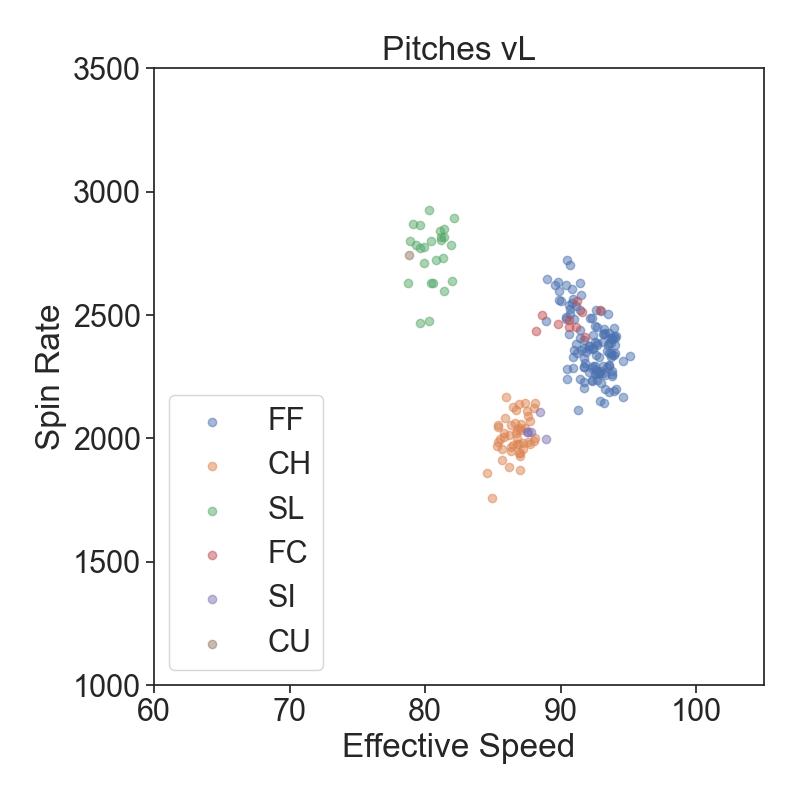 Pitches vL
3500
3000
2500
2000
1500
1000
Spin Rate
FF
CH
SL
FC
SI
CU
60 70 80 90 100
Effective Speed